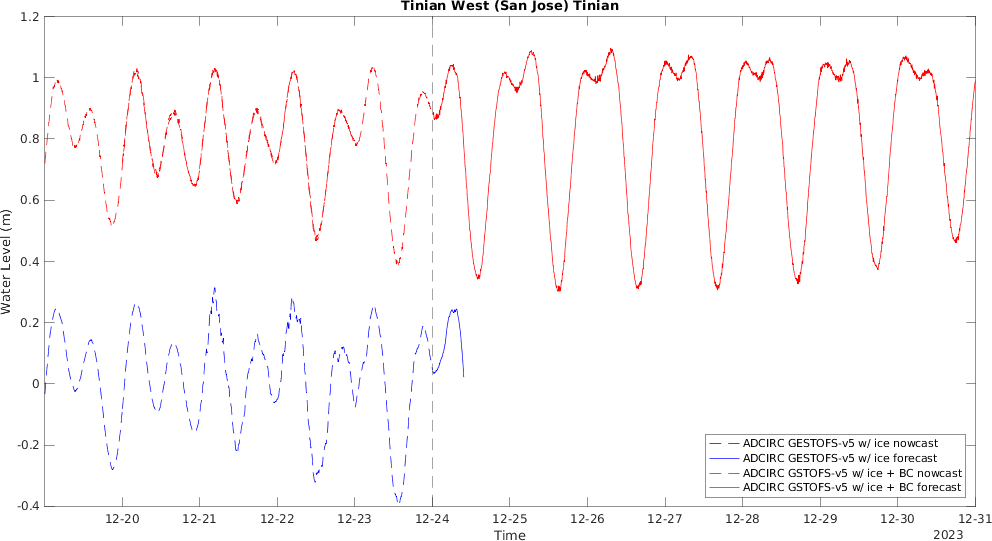 Tinian West (San Jose) Tinian
Water Level (m)
1.2
1
0.8
0.6
0.4
0.2
0
-0.2
-0.4
ADCIRC GESTOFS-v5 w/ ice nowcast
ADCIRC GESTOFS-v5 w/ ice forecast
ADCIRC GSTOFS-v5 w/ ice + BC nowcast
ADCIRC GSTOFS-v5 w/ ice + BC forecast
12-20 12-21 12-22 12-23 12-24 12-25 12-26 12-27 12-28 12-29 12-30 12-31
Time
2023